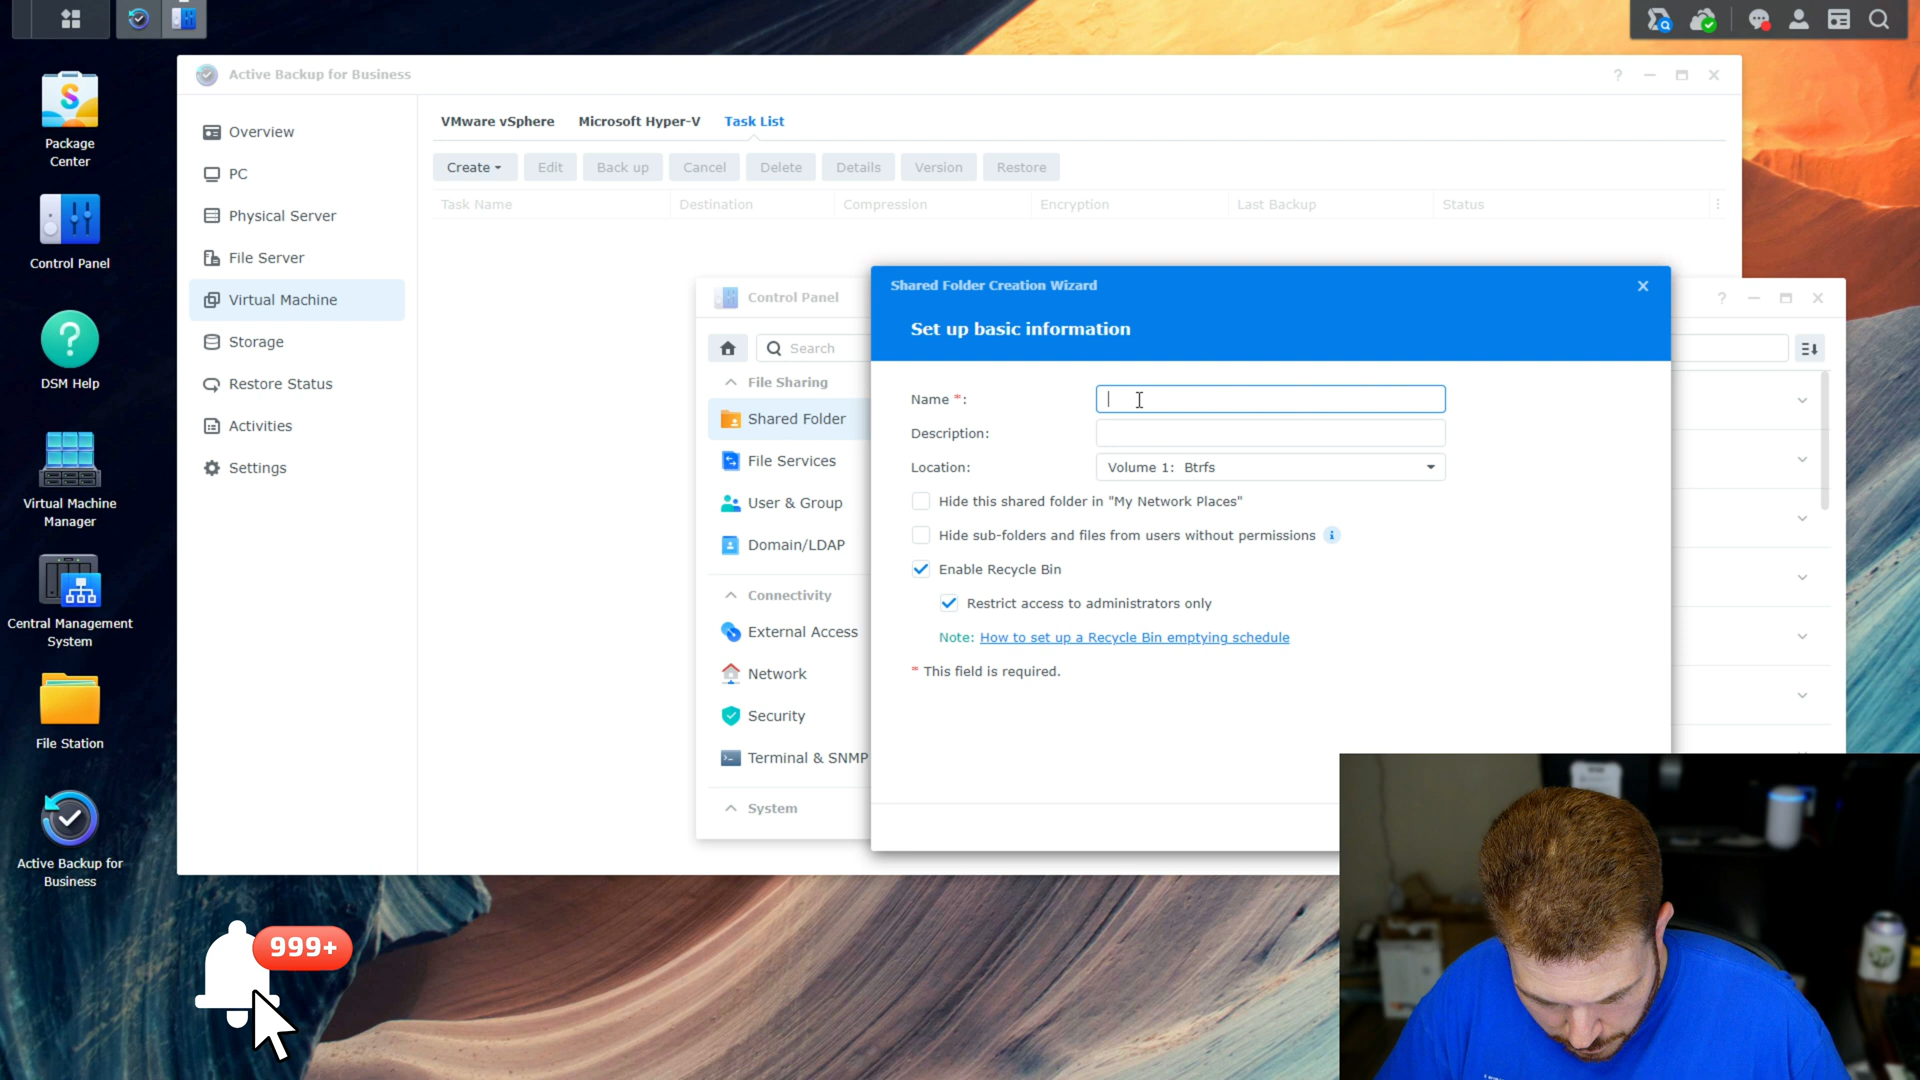 Active Backup for Business
Package
Center
Control Panel
DSM Help
Virtual Machine
Manager
Central Management
System
File Station
Active Backup for
Business
999+
Overview
PC
Physical Server
File Server
Virtual Machine
Storage
Restore Status
Activities
Settings
VMware vSphere Microsoft Hyper-V Task List
Create Edit Back up Cancel Delete Details Version Restore
Task Name Destination Compression Encryption Last Backup Status
Control Panel
Search
File Sharing
Shared Folder
File Services
User & Group
Domain/LDAP
Connectivity
External Access
Network
Security
Terminal & SNMP
System
Shared Folder Creation Wizard
Set up basic information
Name *:
Description:
Location: Volume 1: Btrfs
Hide this shared folder in "My Network Places"
Hide sub-folders and files from users without permissions
Enable Recycle Bin
Restrict access to administrators only
Note: How to set up a Recycle Bin emptying schedule
* This field is required.